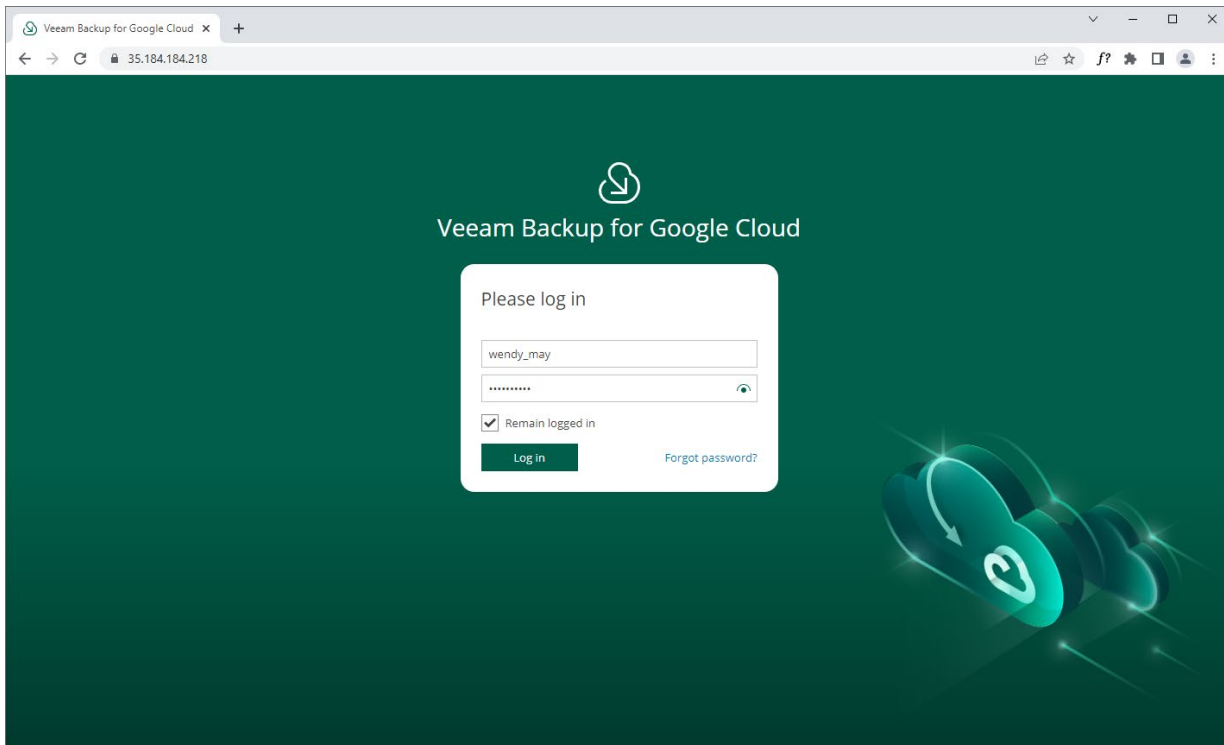 Veeam Backup for Google Cloud
35.184.184.218
f?
Veeam Backup for Google Cloud
Please log in
wendy_may
••••••••••
Remain logged in
Log in
Forgot password?